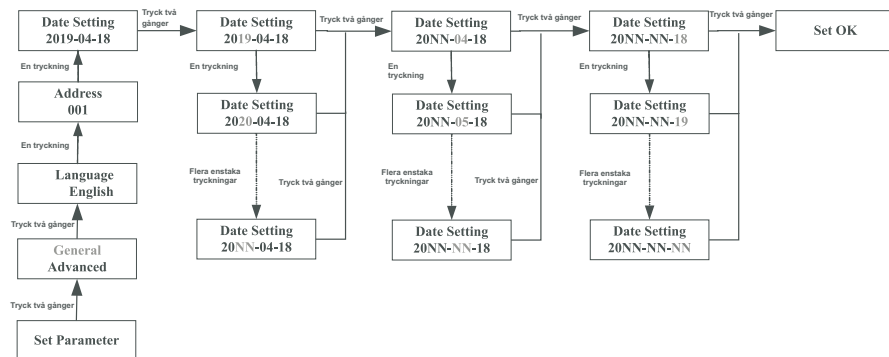 Date Setting
2019-04-18
Tryck två
gånger
Date Setting
2019-04-18
Tryck två gånger
Date Setting
20NN-04-18
Tryck två gånger
Date Setting
20NN-NN-18
Tryck två gånger
Set OK
En tryckning
En tryckning
En
tryckning
En tryckning
Address
001
Date Setting
2020-04-18
Date Setting
20NN-05-18
Date Setting
20NN-NN-19
En tryckning
Language
English
Flera enstaka
tryckningar
Tryck två gånger
Flera enstaka
tryckningar
Tryck två gånger
Flera enstaka
tryckningar
Tryck två gånger
General
Advanced
Date Setting
20NN-04-18
Date Setting
20NN-NN-18
Date Setting
20NN-NN-NN
Tryck två gånger
Set Parameter